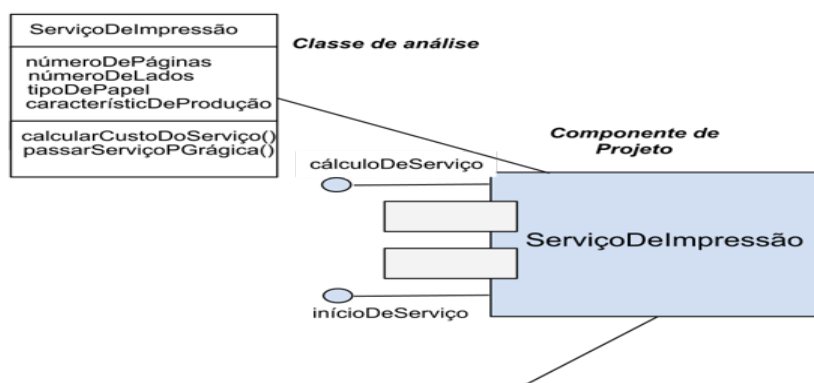 ServiçoDeImpressão
Classe de análise
númeroDePáginas
númeroDeLados
tipoDePapel
característicDeProdução
calcularCustoDoServiço()
passarServiçoPGrágica()
Componente de
Projeto
cálculoDeServiço
ServiçoDeImpressão
inícioDeServiço